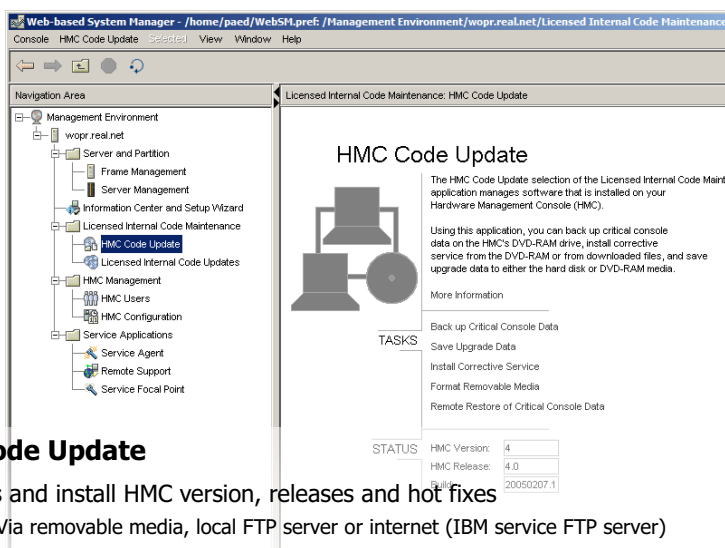 Web-based System Manager - /home/paed/WebSM.pref: /Management Environment/wopr.real.net/Licensed Internal Code Maintenance
Console HMC Code Update Selected View Window Help
Navigation Area
Management Environment
wopr.real.net
Server and Partition
Frame Management
Server Management
Information Center and Setup Wizard
Licensed Internal Code Maintenance
HMC Code Update
Licensed Internal Code Updates
HMC Management
HMC Users
HMC Configuration
Service Applications
Service Agent
Remote Support
Service Focal Point
Licensed Internal Code Maintenance: HMC Code Update
HMC Code Update
The HMC Code Update selection of the Licensed Internal Code Maint
application manages software that is installed on your
Hardware Management Console (HMC).
Using this application, you can back up critical console
data on the HMC's DVD-RAM drive, install corrective
service from the DVD-RAM or from downloaded files, and save
upgrade data to either the hard disk or DVD-RAM media.
More Information
TASKS
Back up Critical Console Data
Save Upgrade Data
Install Corrective Service
Format Removable Media
Remote Restore of Critical Console Data
STATUS
HMC Version: 4
HMC Release: 4.0
Build: 20050207.1
ode Update
s and install HMC version, releases and hot fixes
Via removable media, local FTP server or internet (IBM service FTP server)